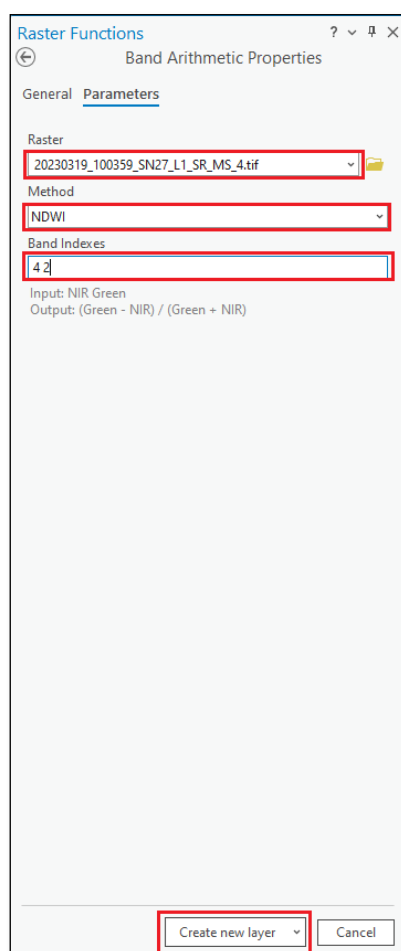 Raster Functions ?
Band Arithmetic Properties
General Parameters
Raster
20230319_100359_SN27_L1_SR_MS_4.tif
Method
NDWI
Band Indexes
4 2
Input: NIR Green
Output: (Green - NIR) / (Green + NIR)
Create new layer Cancel